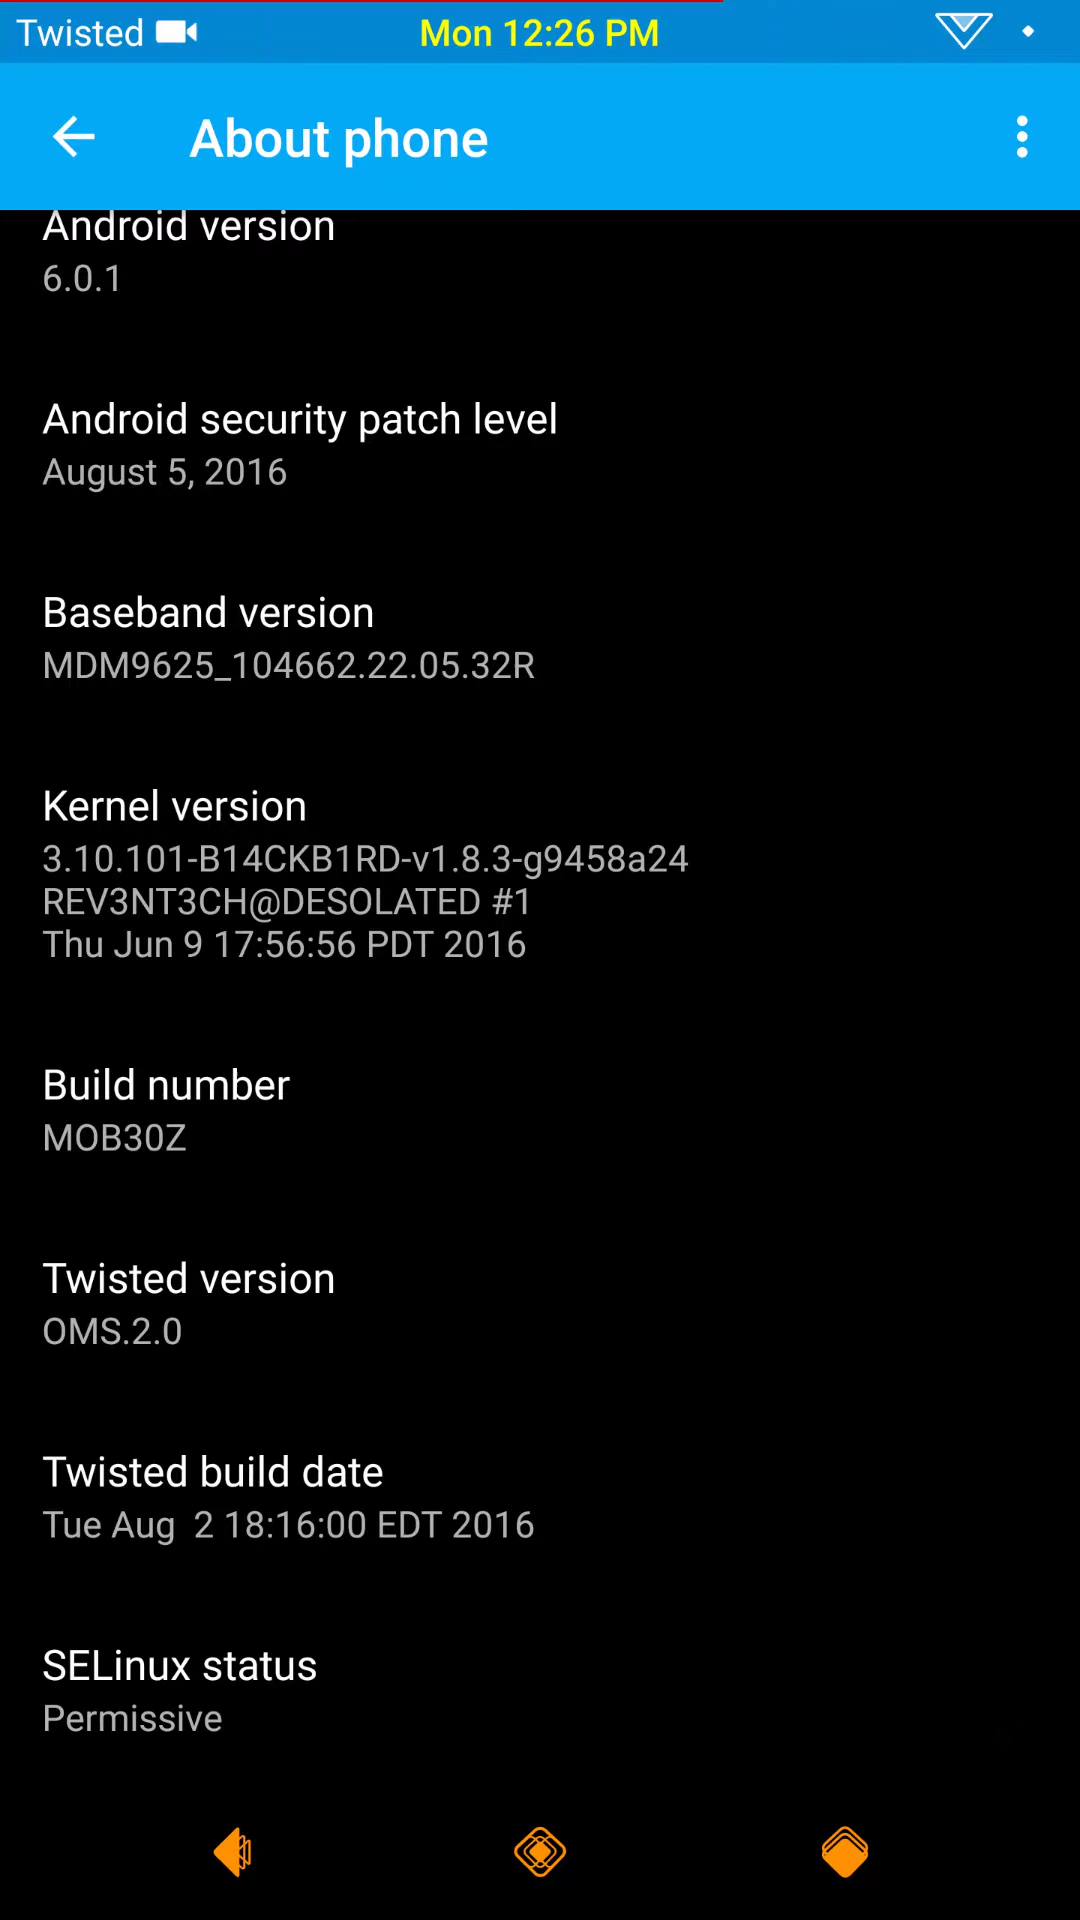 Twisted
Mon 12:26 PM
About phone
Android version
6.0.1
Android security patch level
August 5, 2016
Baseband version
MDM9625_104662.22.05.32R
Kernel version
3.10.101-B14CKB1RD-v1.8.3-g9458a24
REV3NT3CH@DESOLATED #1
Thu Jun 9 17:56:56 PDT 2016
Build number
MOB30Z
Twisted version
OMS.2.0
Twisted build date
Tue Aug  2 18:16:00 EDT 2016
SELinux status
Permissive